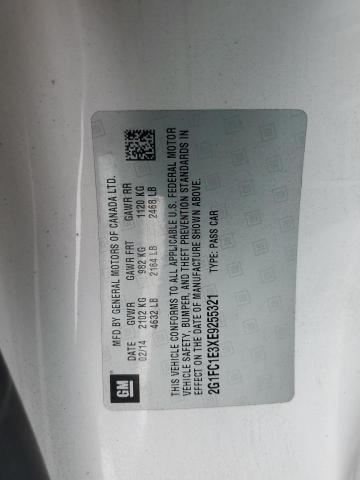 GM
MFD BY GENERAL MOTORS OF CANADA LTD.
DATE GVWR GAWR FRT GAWR RR
02/14 2102 KG 982 KG 1120 KG
4632 LB 2164 LB 2468 LB
THIS VEHICLE CONFORMS TO ALL APPLICABLE U.S. FEDERAL MOTOR
VEHICLE SAFETY, BUMPER, AND THEFT PREVENTION STANDARDS IN
EFFECT ON THE DATE OF MANUFACTURE SHOWN ABOVE.
2G1FC1E3XE9255321 TYPE: PASS CAR